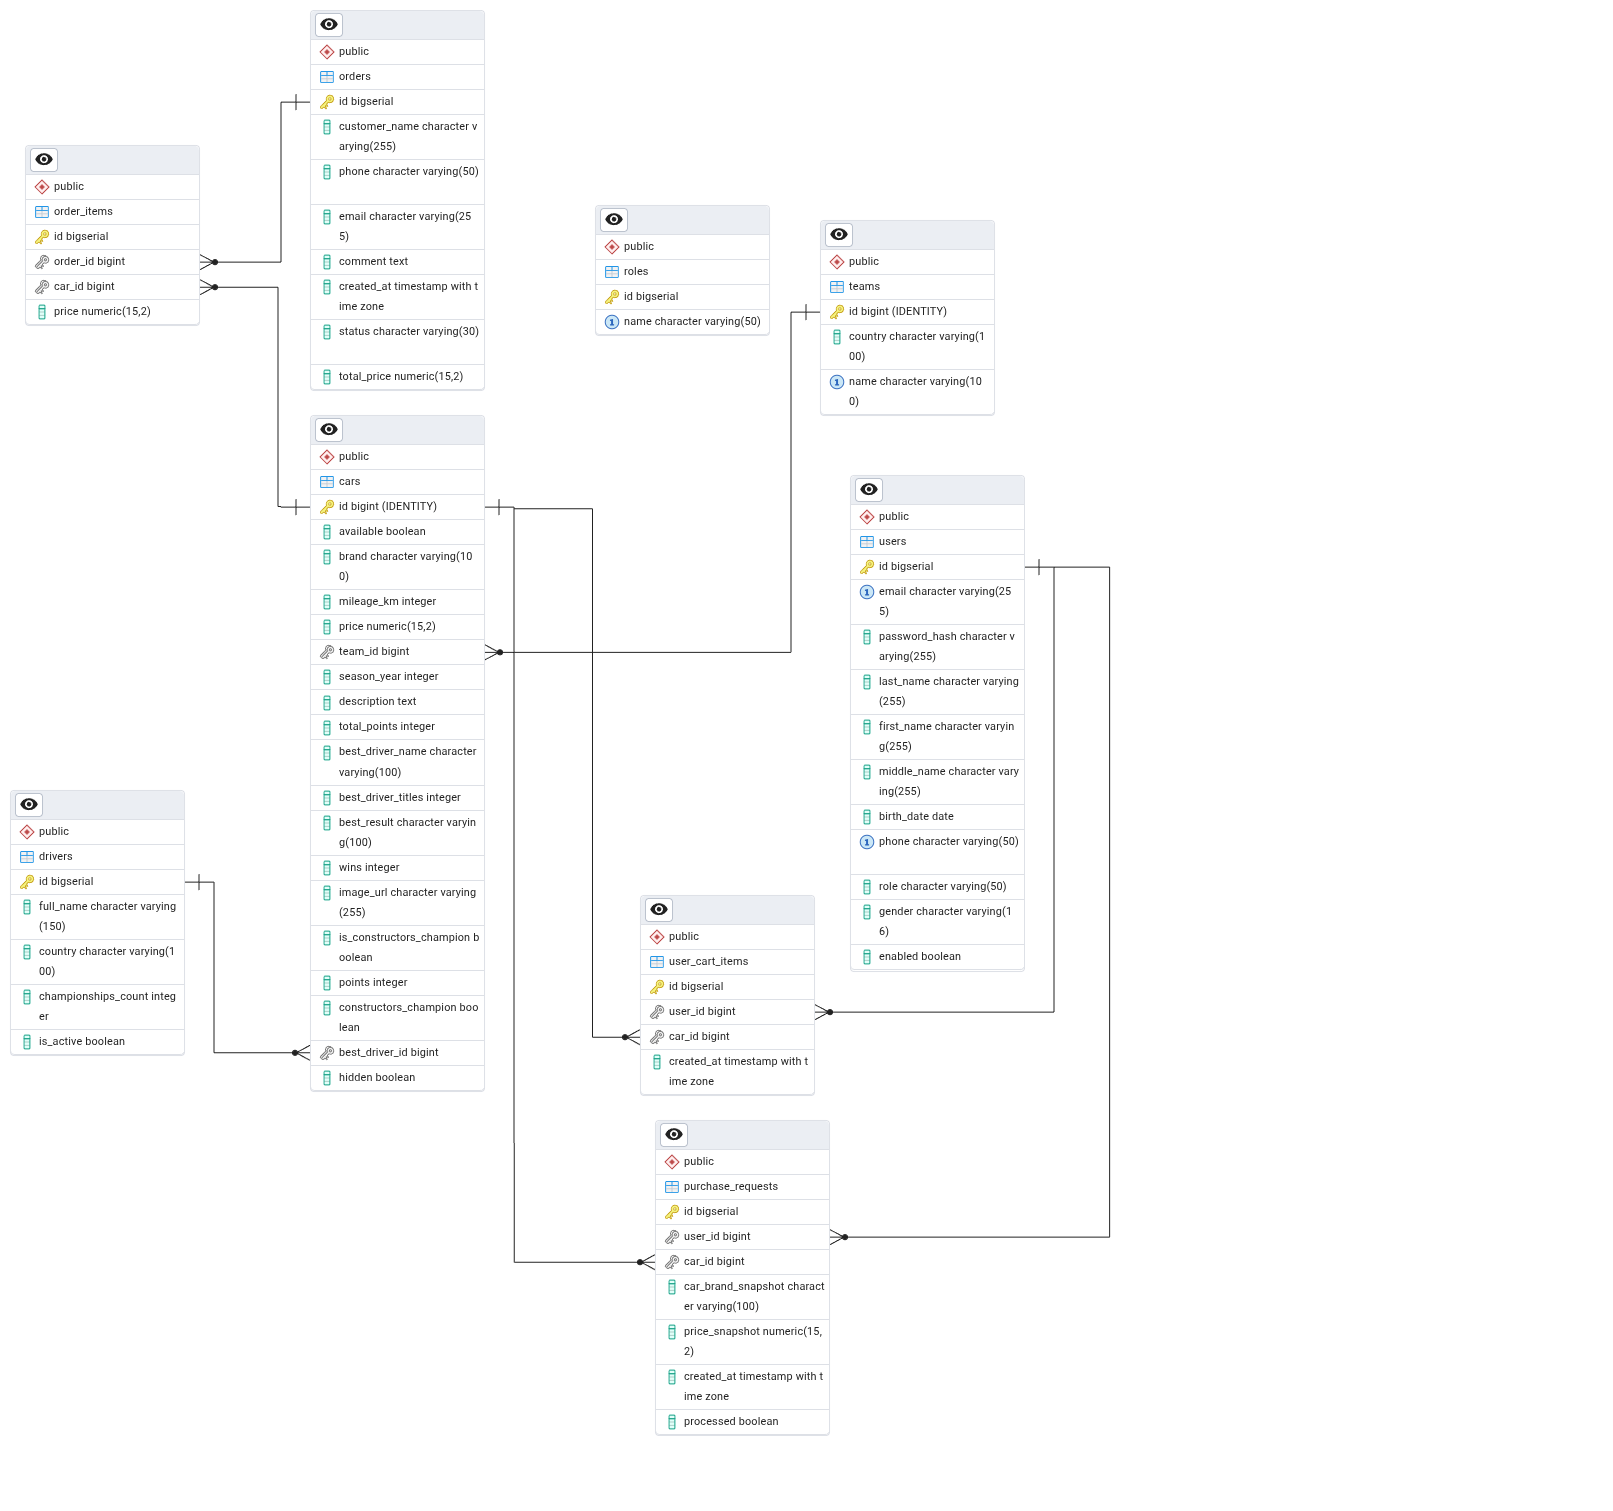 public
orders
id bigserial
customer_name character v
arying(255)
phone character varying(50)
email character varying(25
5)
comment text
created_at timestamp with t
ime zone
status character varying(30)
total_price numeric(15,2)
public
order_items
id bigserial
order_id bigint
car_id bigint
price numeric(15,2)
public
roles
id bigserial
name character varying(50)
public
teams
id bigint (IDENTITY)
country character varying(1
00)
name character varying(10
0)
public
cars
id bigint (IDENTITY)
available boolean
brand character varying(10
0)
mileage_km integer
price numeric(15,2)
team_id bigint
season_year integer
description text
total_points integer
best_driver_name character
varying(100)
best_driver_titles integer
best_result character varyin
g(100)
wins integer
image_url character varying
(255)
is_constructors_champion b
oolean
points integer
constructors_champion boo
lean
best_driver_id bigint
hidden boolean
public
users
id bigserial
email character varying(25
5)
password_hash character v
arying(255)
last_name character varying
(255)
first_name character varyin
g(255)
middle_name character vary
ing(255)
birth_date date
phone character varying(50)
role character varying(50)
gender character varying(1
6)
enabled boolean
public
drivers
id bigserial
full_name character varying
(150)
country character varying(1
00)
championships_count integ
er
is_active boolean
public
user_cart_items
id bigserial
user_id bigint
car_id bigint
created_at timestamp with t
ime zone
public
purchase_requests
id bigserial
user_id bigint
car_id bigint
car_brand_snapshot charact
er varying(100)
price_snapshot numeric(15,
2)
created_at timestamp with t
ime zone
processed boolean